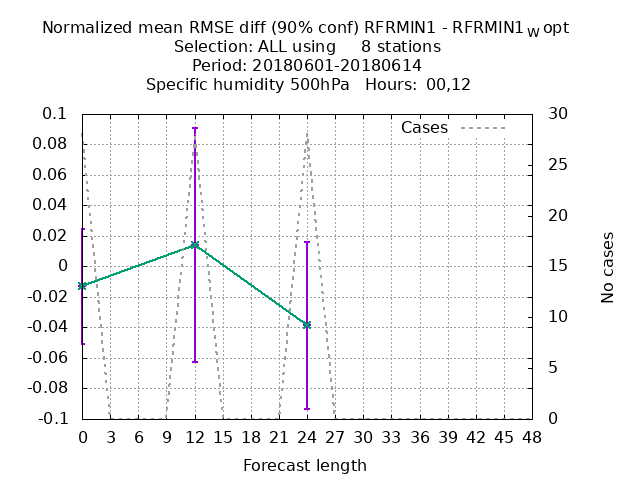 Normalized mean RMSE diff (90% conf) RFRMIN1 - RFRMIN1W opt
Selection: ALL using 8 stations
Period: 20180601-20180614
Specific humidity 500hPa Hours: 00,12
Cases
0.1
0.08
0.06
0.04
0.02
0
-0.02
-0.04
-0.06
-0.08
-0.1
30
25
20
15
10
5
0
No cases
0 3 6 9 12 15 18 21 24 27 30 33 36 39 42 45 48
Forecast length